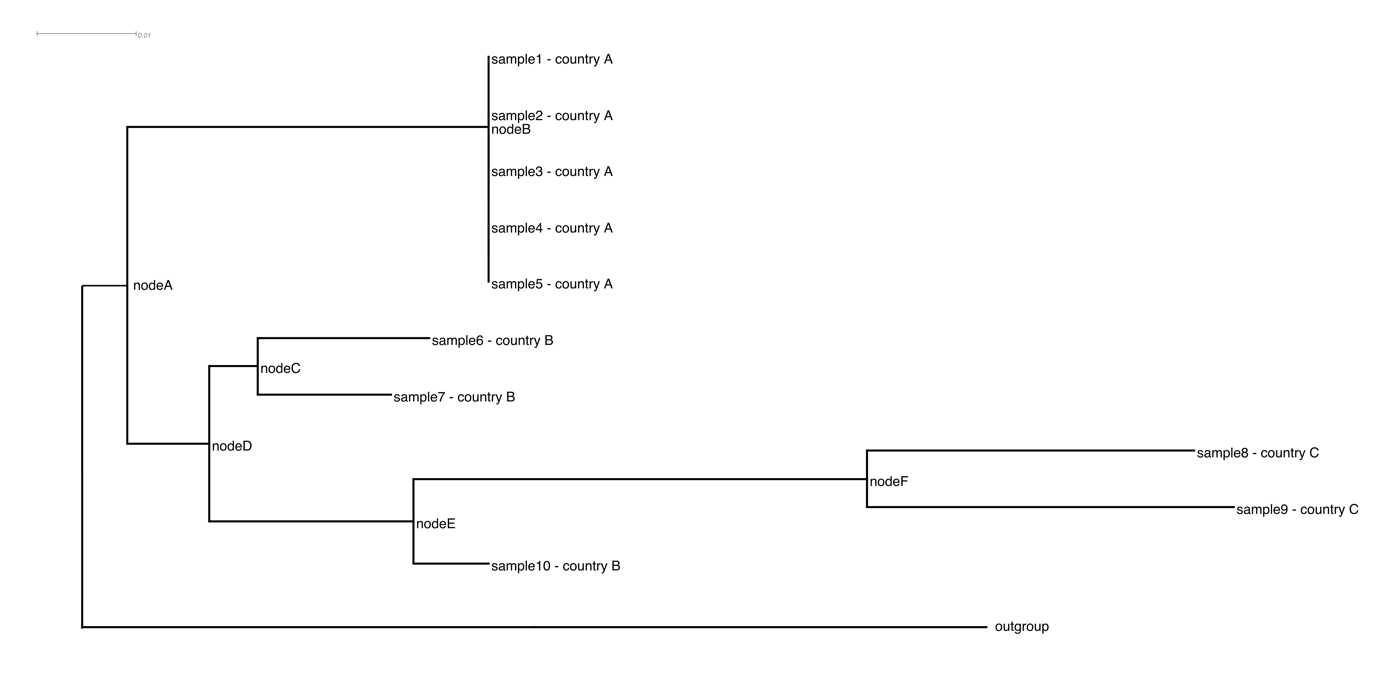 0.01
sample1 - country A
sample2 - country A
nodeB
sample3 - country A
sample4 - country A
sample5 - country A
nodeA
sample6 - country B
nodeC
sample7 - country B
nodeD
sample8 - country C
nodeF
sample9 - country C
nodeE
sample10 - country B
outgroup